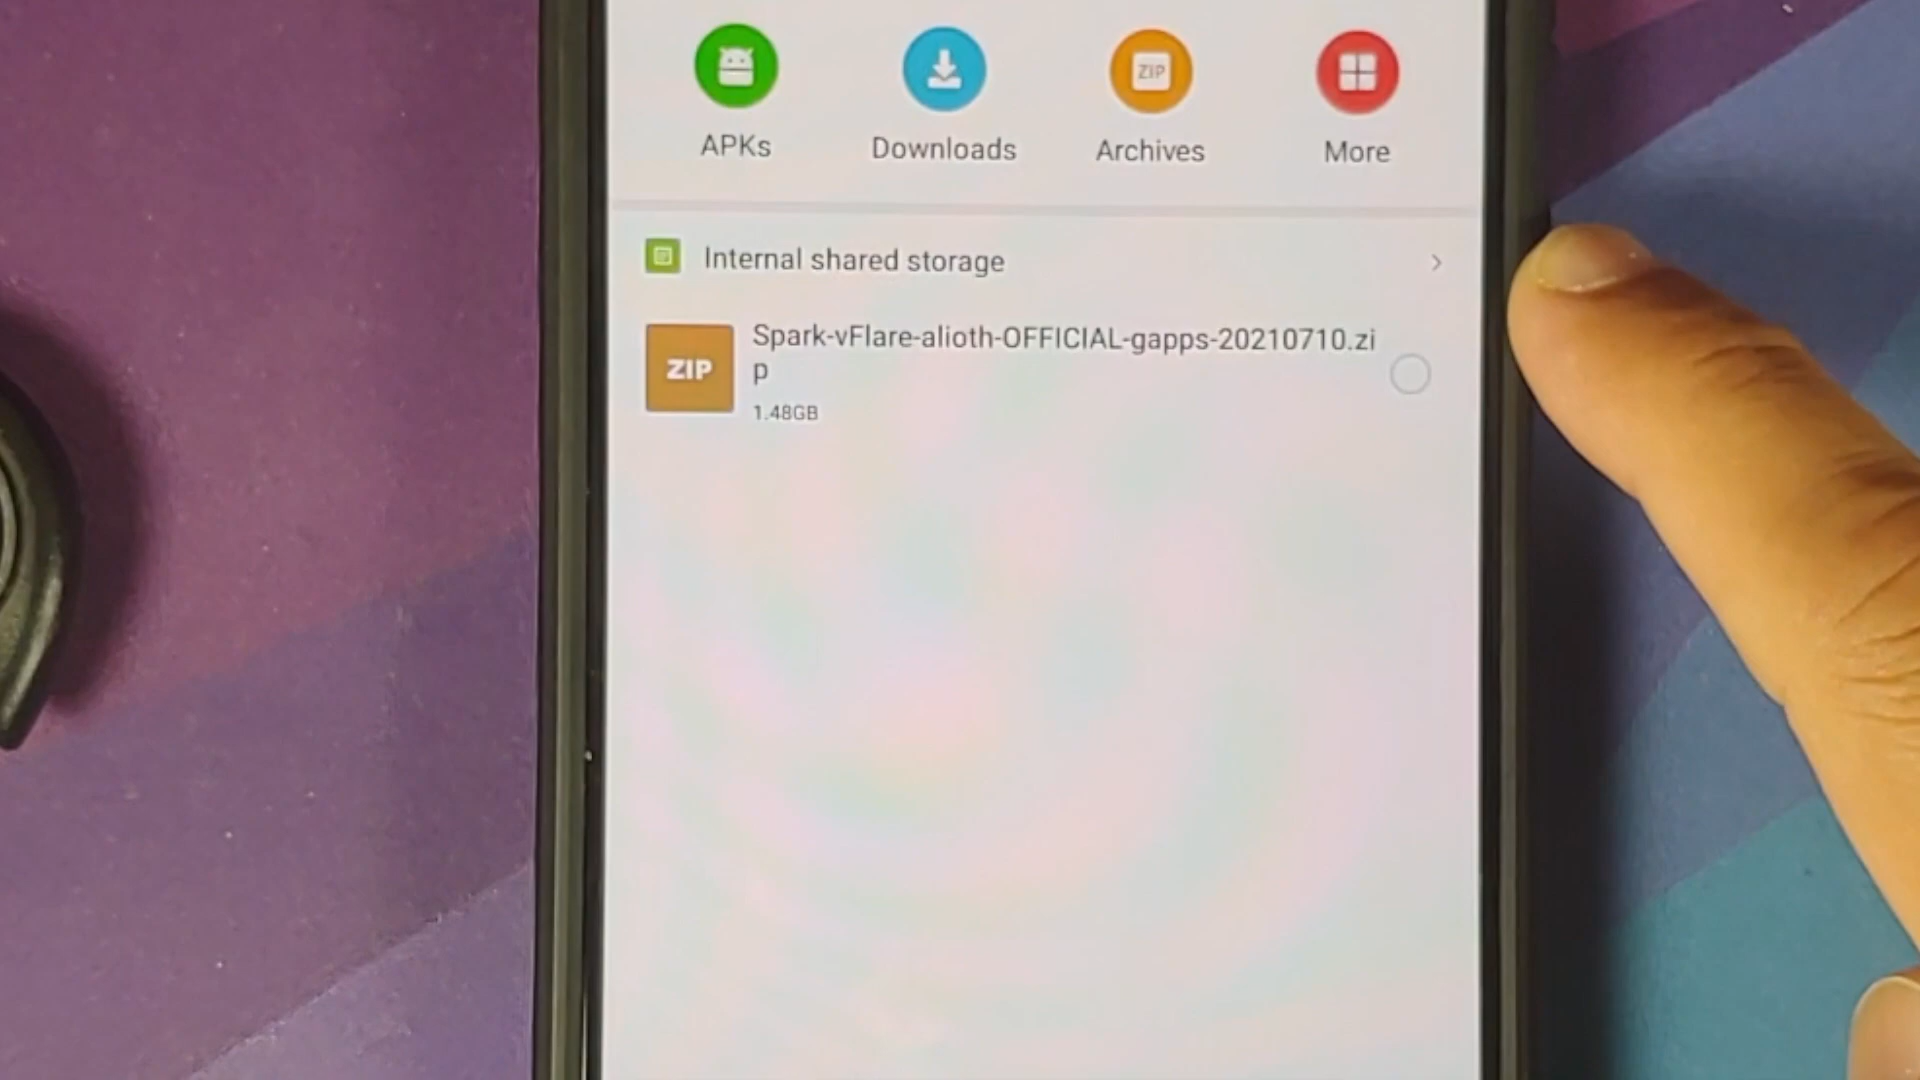 APKs
Downloads
ZIP
Archives
More
Internal shared storage
ZIP
Spark-vFlare-alioth-OFFICIAL-gapps-20210710.zi
p
1.48GB